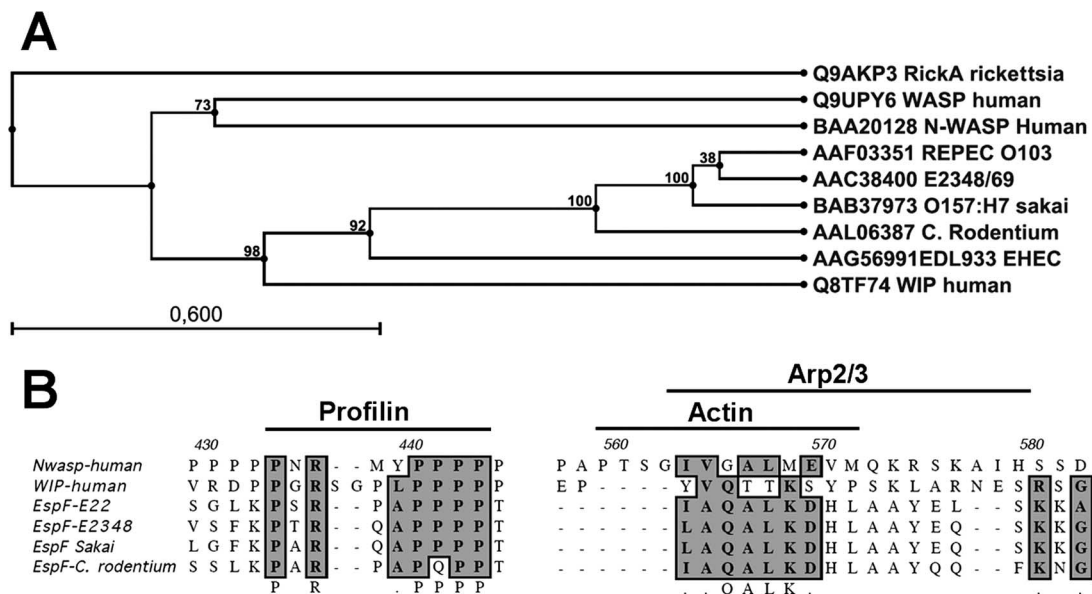 A
Q9AKP3 RickA rickettsia
73
Q9UPY6 WASP human
BAA20128 N-WASP Human
AAF03351 REPEC O103
38
AAC38400 E2348/69
100
BAB37973 O157:H7 sakai
100
AAL06387 C. Rodentium
92
AAG56991EDL933 EHEC
98
Q8TF74 WIP human
0,600
B
Arp2/3
Profilin Actin
430 440 560 570 580
Nwasp-human P P P P P N R - - M Y P P P P P P A P T S G I V G A L M E V M Q K R S K A I H S S D
WIP-human V R D P P G R S G P L P P P P P E P - - - - Y V Q T T K S Y P S K L A R N E S R S G
EspF-E22 S G L K P S R - - P A P P P P T - - - - - - I A Q A L K D H L A A Y E L - - S K K A
EspF-E2348 V S F K P T R - - Q A P P P P T - - - - - - L A Q A L K D H L A A Y E Q - - S K K G
EspF Sakai L G F K P A R - - Q A P P P P T - - - - - - L A Q A L K D H L A A Y E Q - - S K K G
EspF-C. rodentium S S L K P A R - - P A P Q P P T - - - - - - I A Q A L K D H L A A Y Q Q - - F K N G
P R . P P P P . . Q A L K . . .